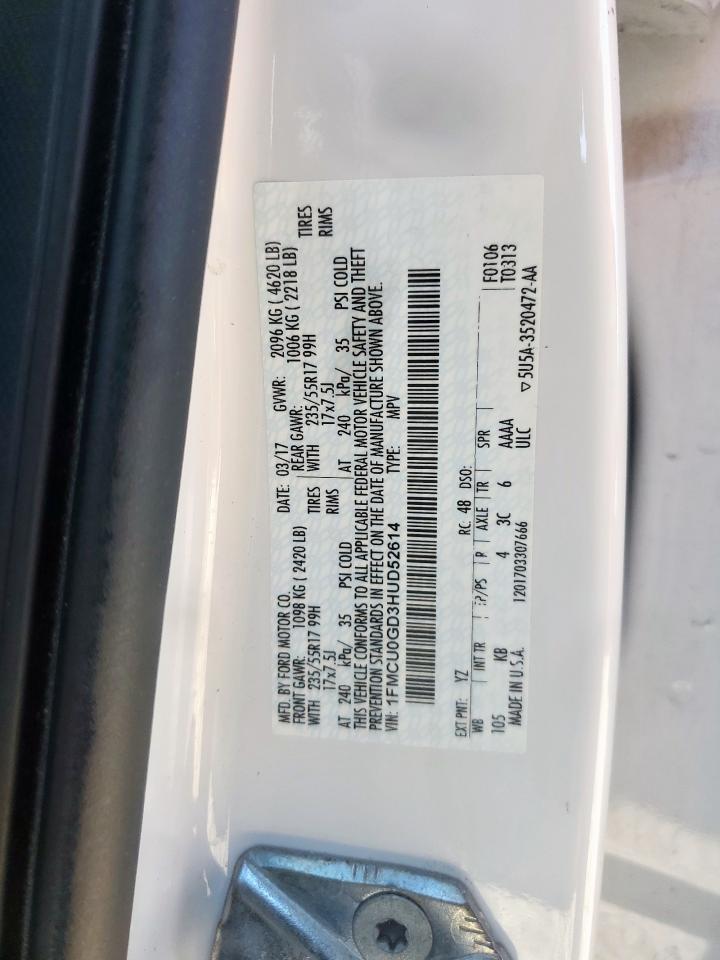 MFD. BY FORD MOTOR CO.
DATE: 03/17 GVWR: 2096 KG ( 4620 LB)
FRONT GAWR: 1098 KG ( 2420 LB)
REAR GAWR: 1006 KG ( 2218 LB)
WITH 235/55R17 99H TIRES
WITH 235/55R17 99H TIRES
17x7.5J RIMS
17x7.5J RIMS
AT 240 kPa/ 35 PSI COLD
AT 240 kPa/ 35 PSI COLD
THIS VEHICLE CONFORMS TO ALL APPLICABLE FEDERAL MOTOR VEHICLE SAFETY AND THEFT
PREVENTION STANDARDS IN EFFECT ON THE DATE OF MANUFACTURE SHOWN ABOVE.
VIN: 1FMCU0GD3HUD52614 TYPE: MPV
EXT PNT: YZ RC: 48 DSO: F0106
WB INT TR TP/PS R AXLE TR SPR T0313
105 KB 4 3C 6 AAAA
MADE IN U.S.A. 1201703307666 ULC
▽5U5A-3520472-AA